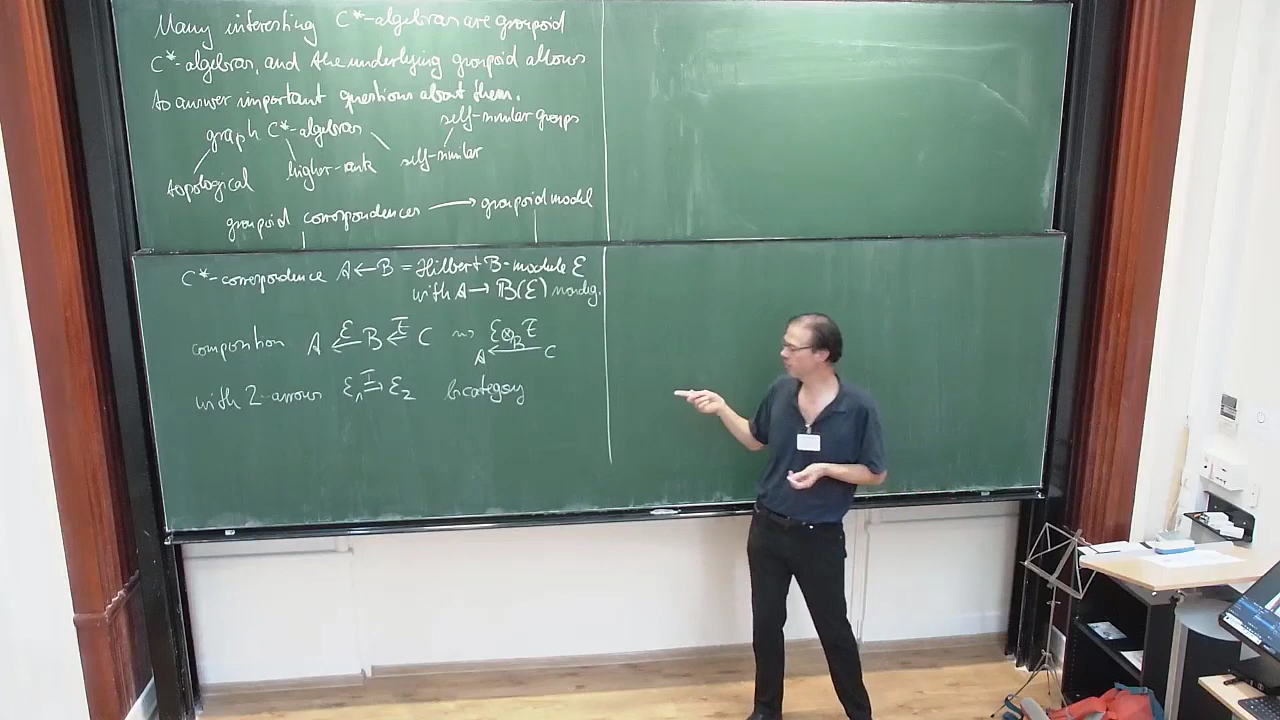 Many interesting C*-algebras are groupoid
C*-algebras, and the underlying groupoid allows
to answer important questions about them.
graph C*-algebras self-similar groups
topological higher-rank self-similar
groupoid correspondences → groupoid model
C*-correspondence A ← B = Hilbert B-module ℰ
with A → 𝔹(ℰ) nondeg.
composition A ←ℰ B ←ℱ C ⇝ A ←ℰ⊗_B ℱ C
with 2-arrows ℰ₁ ⇒ ℰ₂ bicategory